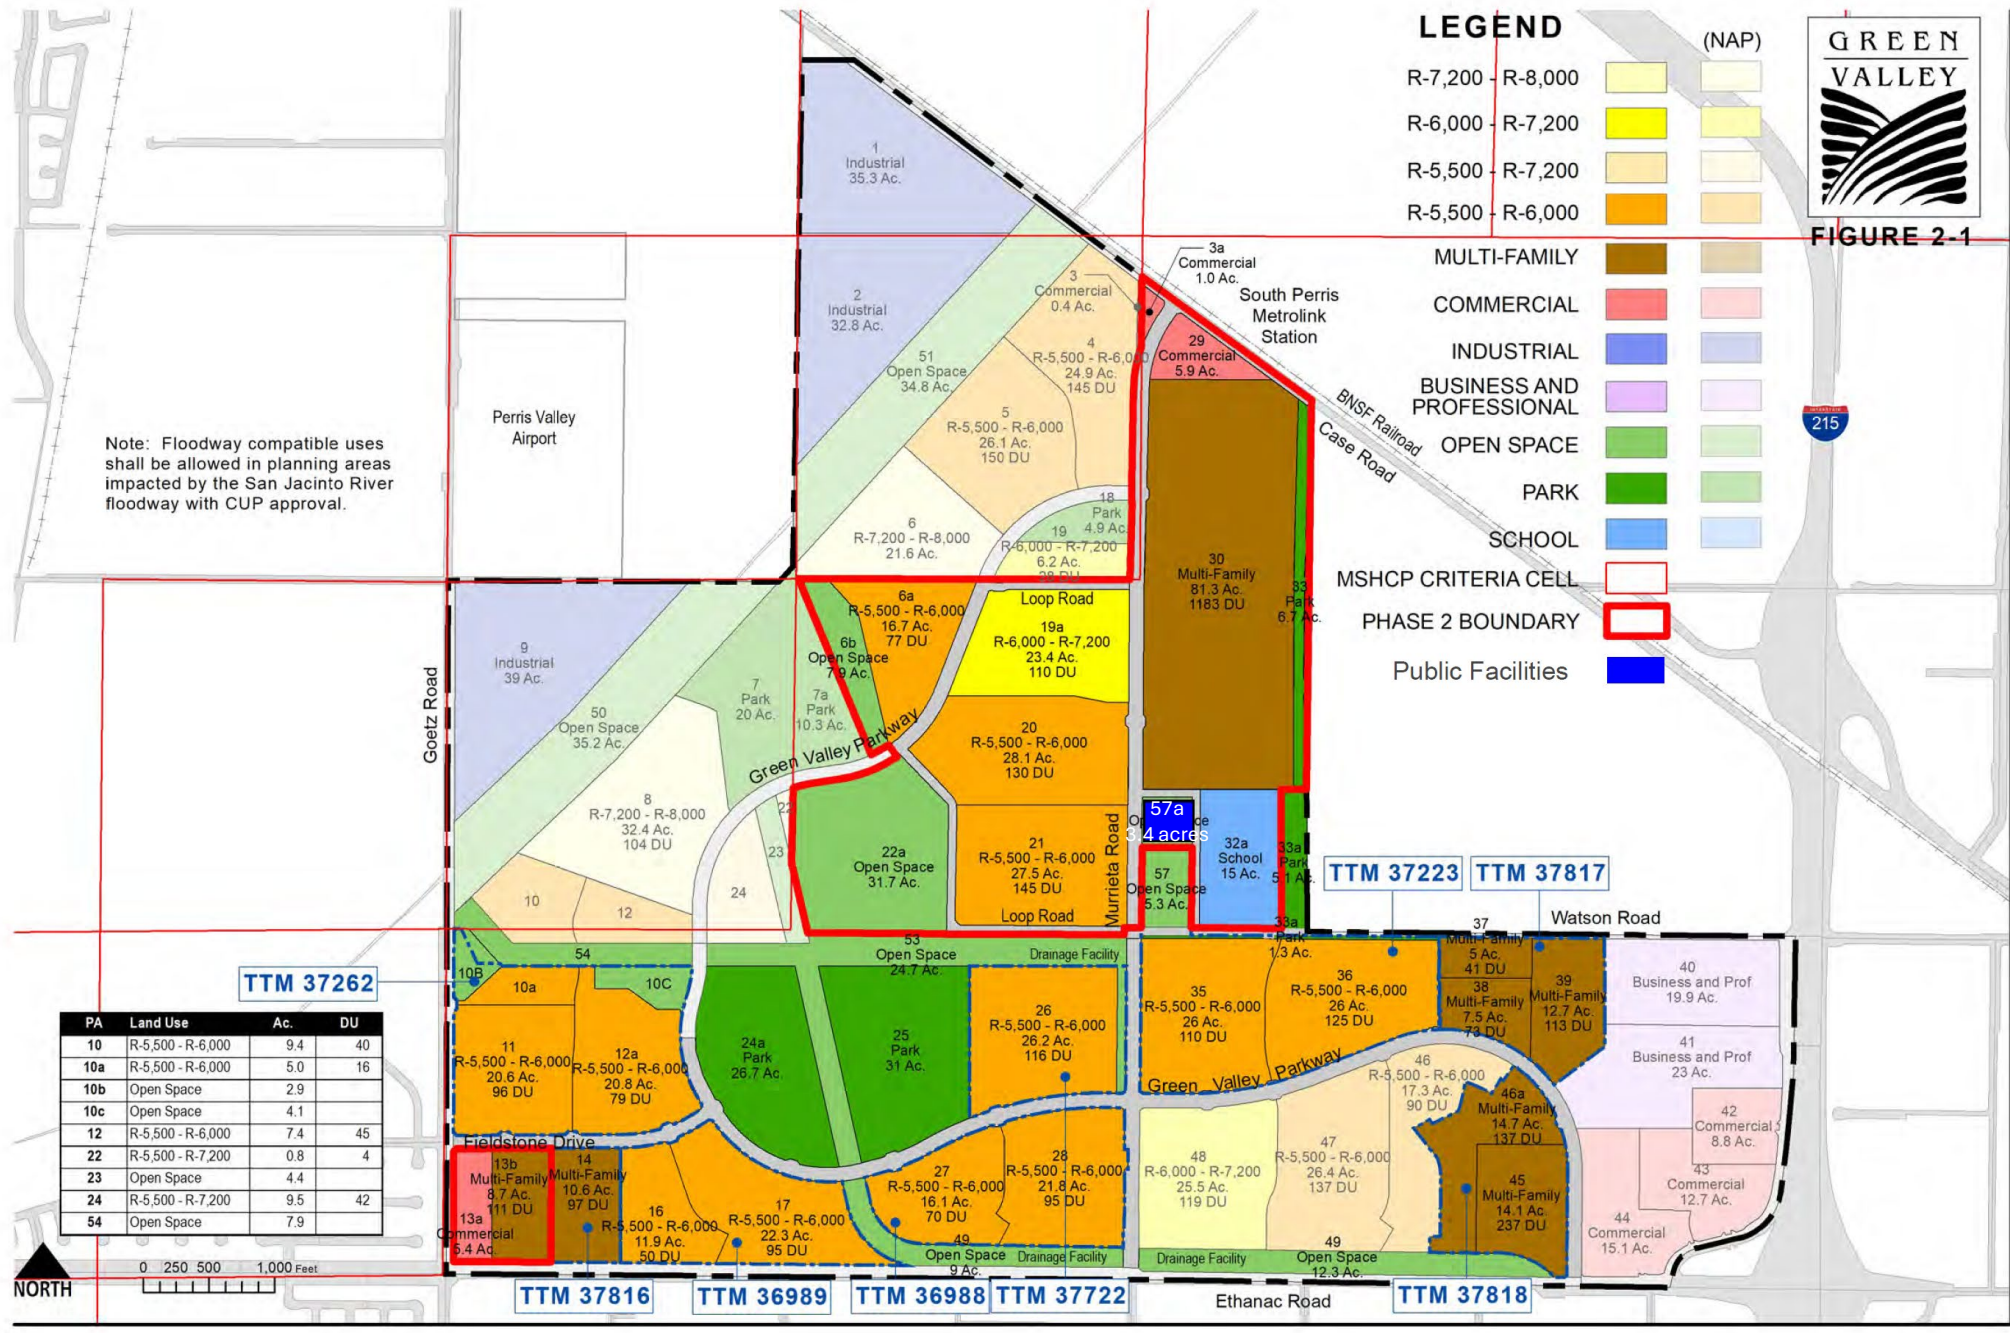 LEGEND
(NAP)
R-7,200 - R-8,000
R-6,000 - R-7,200
R-5,500 - R-7,200
R-5,500 - R-6,000
MULTI-FAMILY
COMMERCIAL
INDUSTRIAL
BUSINESS AND
PROFESSIONAL
OPEN SPACE
PARK
SCHOOL
MSHCP CRITERIA CELL
PHASE 2 BOUNDARY
Public Facilities
GREEN
VALLEY
FIGURE 2-1
INTERSTATE
215
1
Industrial
35.3 Ac.
2
Industrial
32.8 Ac.
51
Open Space
34.8 Ac.
3
Commercial
0.4 Ac.
3a
Commercial
1.0 Ac.
South Perris
Metrolink
Station
BNSF Railroad
Case Road
29
Commercial
5.9 Ac.
4
R-5,500 - R-6,000
24.9 Ac.
145 DU
5
R-5,500 - R-6,000
26.1 Ac.
150 DU
Perris Valley
Airport
Note: Floodway compatible uses
shall be allowed in planning areas
impacted by the San Jacinto River
floodway with CUP approval.
6
R-7,200 - R-8,000
21.6 Ac.
18
Park
4.9 Ac.
19
R-6,000 - R-7,200
6.2 Ac.
30
Multi-Family
81.3 Ac.
1183 DU
33
Park
6.7 Ac.
Loop Road
6a
R-5,500 - R-6,000
16.7 Ac.
77 DU
6b
Open Space
7.9 Ac.
19a
R-6,000 - R-7,200
23.4 Ac.
110 DU
9
Industrial
39 Ac.
Goetz Road
50
Open Space
35.2 Ac.
7
Park
20 Ac.
7a
Park
10.3 Ac.
Green Valley Parkway
20
R-5,500 - R-6,000
28.1 Ac.
130 DU
8
R-7,200 - R-8,000
32.4 Ac.
104 DU
22
23
24
22a
Open Space
31.7 Ac.
21
R-5,500 - R-6,000
27.5 Ac.
145 DU
Loop Road
Murrieta Road
57a
3.4 acres
57
Open Space
5.3 Ac.
32a
School
15 Ac.
33a
Park
5.1 Ac.
33a
Park
1.3 Ac.
TTM 37223
TTM 37817
Watson Road
10
12
54
53
Open Space
24.7 Ac.
Drainage Facility
TTM 37262
10B
10a
10C
11
R-5,500 - R-6,000
20.6 Ac.
96 DU
12a
R-5,500 - R-6,000
20.8 Ac.
79 DU
24a
Park
26.7 Ac.
25
Park
31 Ac.
26
R-5,500 - R-6,000
26.2 Ac.
116 DU
35
R-5,500 - R-6,000
26 Ac.
110 DU
36
R-5,500 - R-6,000
26 Ac.
125 DU
37
Multi-Family
5 Ac.
41 DU
38
Multi-Family
7.5 Ac.
73 DU
39
Multi-Family
12.7 Ac.
113 DU
40
Business and Prof
19.9 Ac.
41
Business and Prof
23 Ac.
42
Commercial
8.8 Ac.
43
Commercial
12.7 Ac.
44
Commercial
15.1 Ac.
Green Valley Parkway
46
R-5,500 - R-6,000
17.3 Ac.
90 DU
46a
Multi-Family
14.7 Ac.
137 DU
45
Multi-Family
14.1 Ac.
237 DU
47
R-5,500 - R-6,000
26.4 Ac.
137 DU
48
R-6,000 - R-7,200
25.5 Ac.
119 DU
Fieldstone Drive
13b
Multi-Family
8.7 Ac.
111 DU
13a
Commercial
5.4 Ac.
14
Multi-Family
10.6 Ac.
97 DU
16
R-5,500 - R-6,000
11.9 Ac.
50 DU
17
R-5,500 - R-6,000
22.3 Ac.
95 DU
27
R-5,500 - R-6,000
16.1 Ac.
70 DU
28
R-5,500 - R-6,000
21.8 Ac.
95 DU
49
Open Space
9 Ac.
Drainage Facility
Drainage Facility
49
Open Space
12.3 Ac.
PA Land Use Ac. DU
10 R-5,500 - R-6,000 9.4 40
10a R-5,500 - R-6,000 5.0 16
10b Open Space 2.9
10c Open Space 4.1
12 R-5,500 - R-6,000 7.4 45
22 R-5,500 - R-7,200 0.8 4
23 Open Space 4.4
24 R-5,500 - R-7,200 9.5 42
54 Open Space 7.9
NORTH
0 250 500 1,000 Feet
TTM 37816
TTM 36989
TTM 36988
TTM 37722
Ethanac Road
TTM 37818